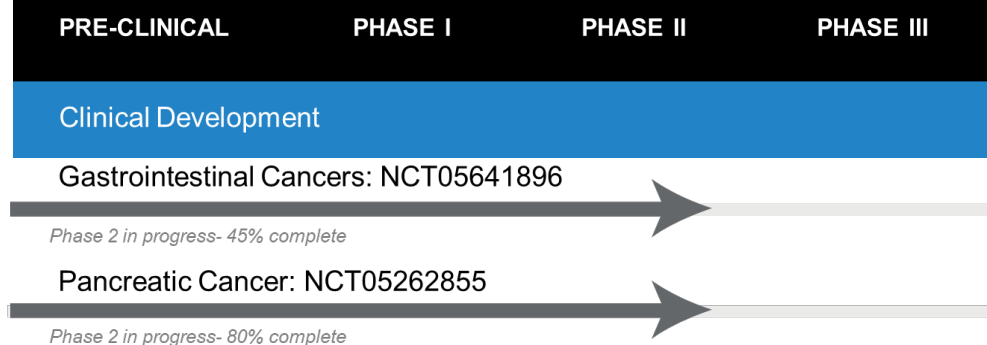 PRE-CLINICAL PHASE I PHASE II PHASE III
Clinical Development
Gastrointestinal Cancers: NCT05641896
Phase 2 in progress- 45% complete
Pancreatic Cancer: NCT05262855
Phase 2 in progress- 80% complete